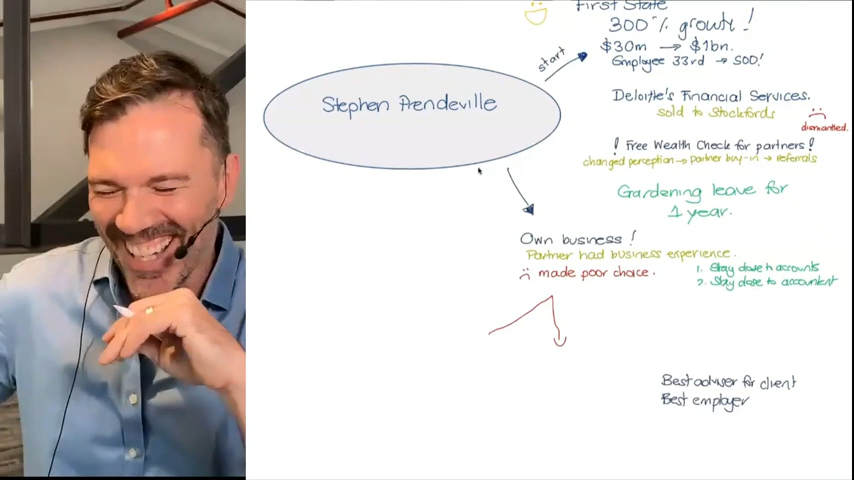 First State
300% growth!
$30m → $1bn.
Employee 33rd → 500!
start
Stephen Prendeville
Deloitte's Financial Services.
sold to Stockfords
dismantled.
! Free Wealth Check for partners!
changed perception → partner buy-in → referrals
Gardening leave for
1 year.
Own business!
Partner had business experience.
made poor choice.
1. Stay close to accounts
2. Stay close to accountant
Best adviser for client
Best employer